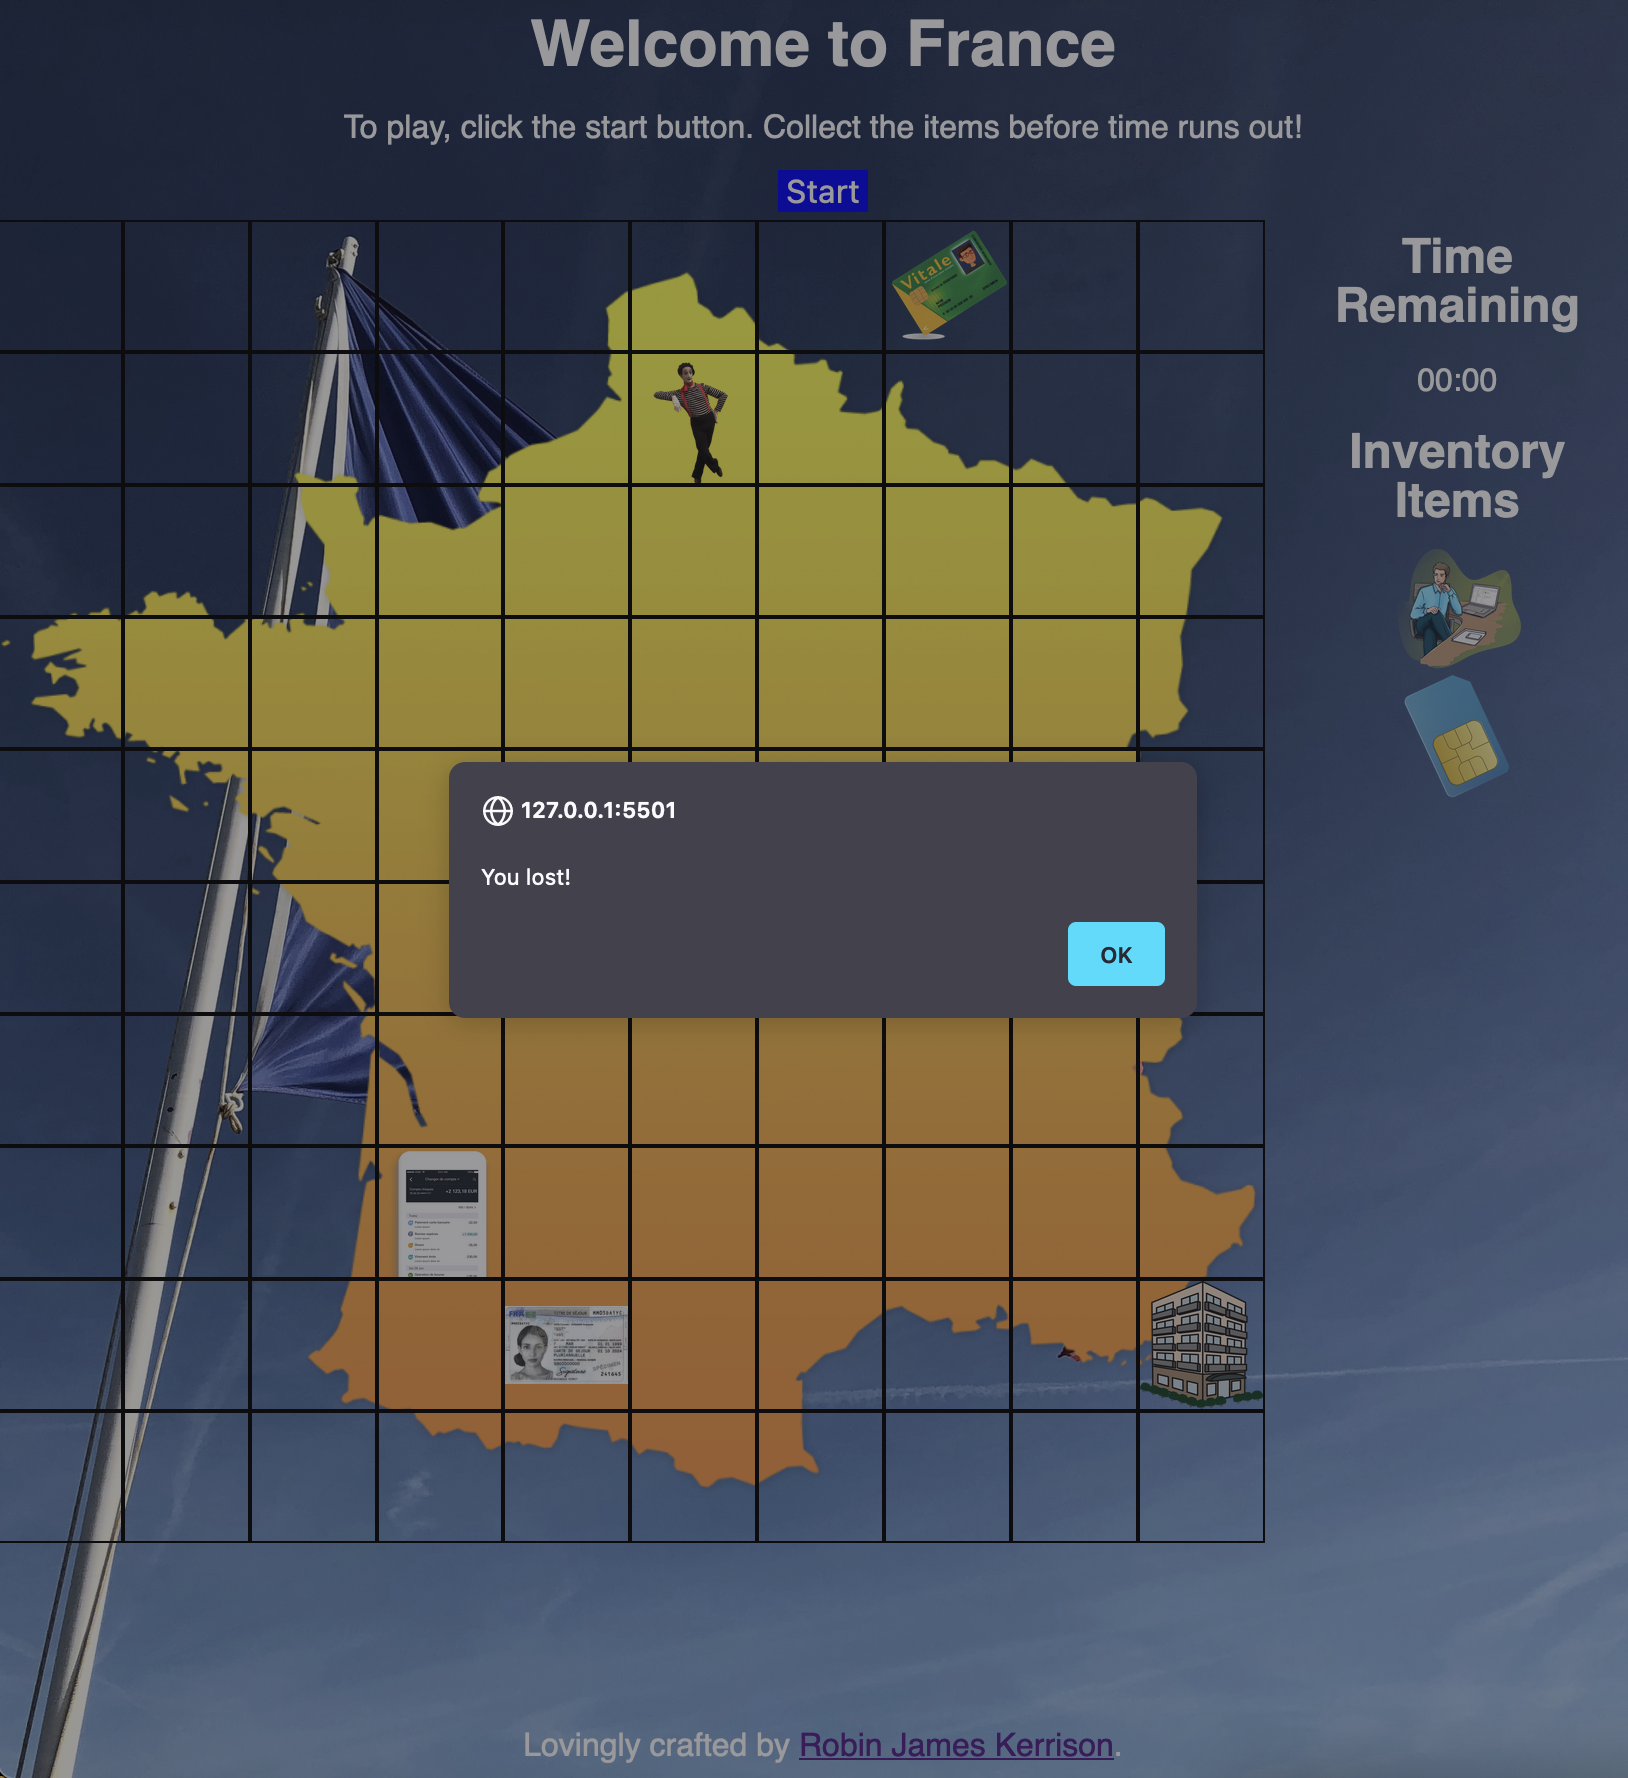 Welcome to France
To play, click the start button. Collect the items before time runs out!
Start
Vitale
Time
Remaining
00:00
Inventory
Items
127.0.0.1:5501
You lost!
OK
Lovingly crafted by Robin James Kerrison.